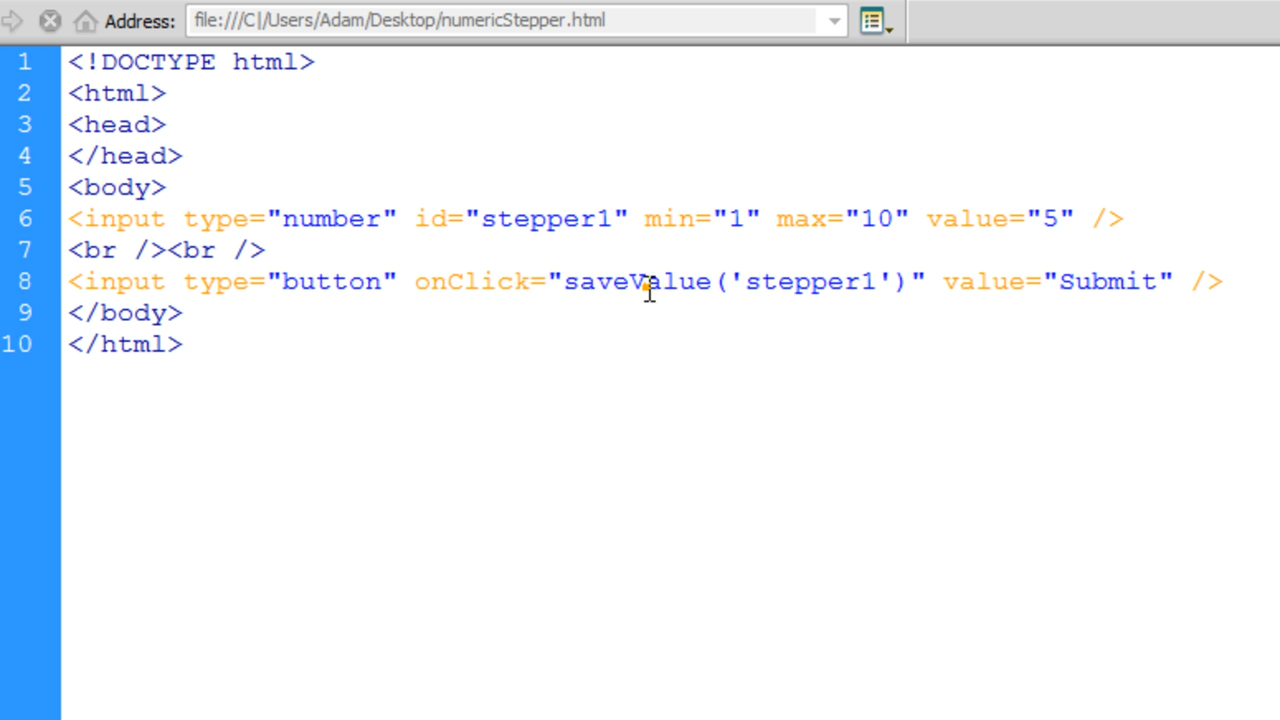 Address: file:///C|/Users/Adam/Desktop/numericStepper.html
1 <!DOCTYPE html>
2 <html>
3 <head>
4 </head>
5 <body>
6 <input type="number" id="stepper1" min="1" max="10" value="5" />
7 <br /><br />
8 <input type="button" onClick="saveValue('stepper1')" value="Submit" />
9 </body>
10 </html>